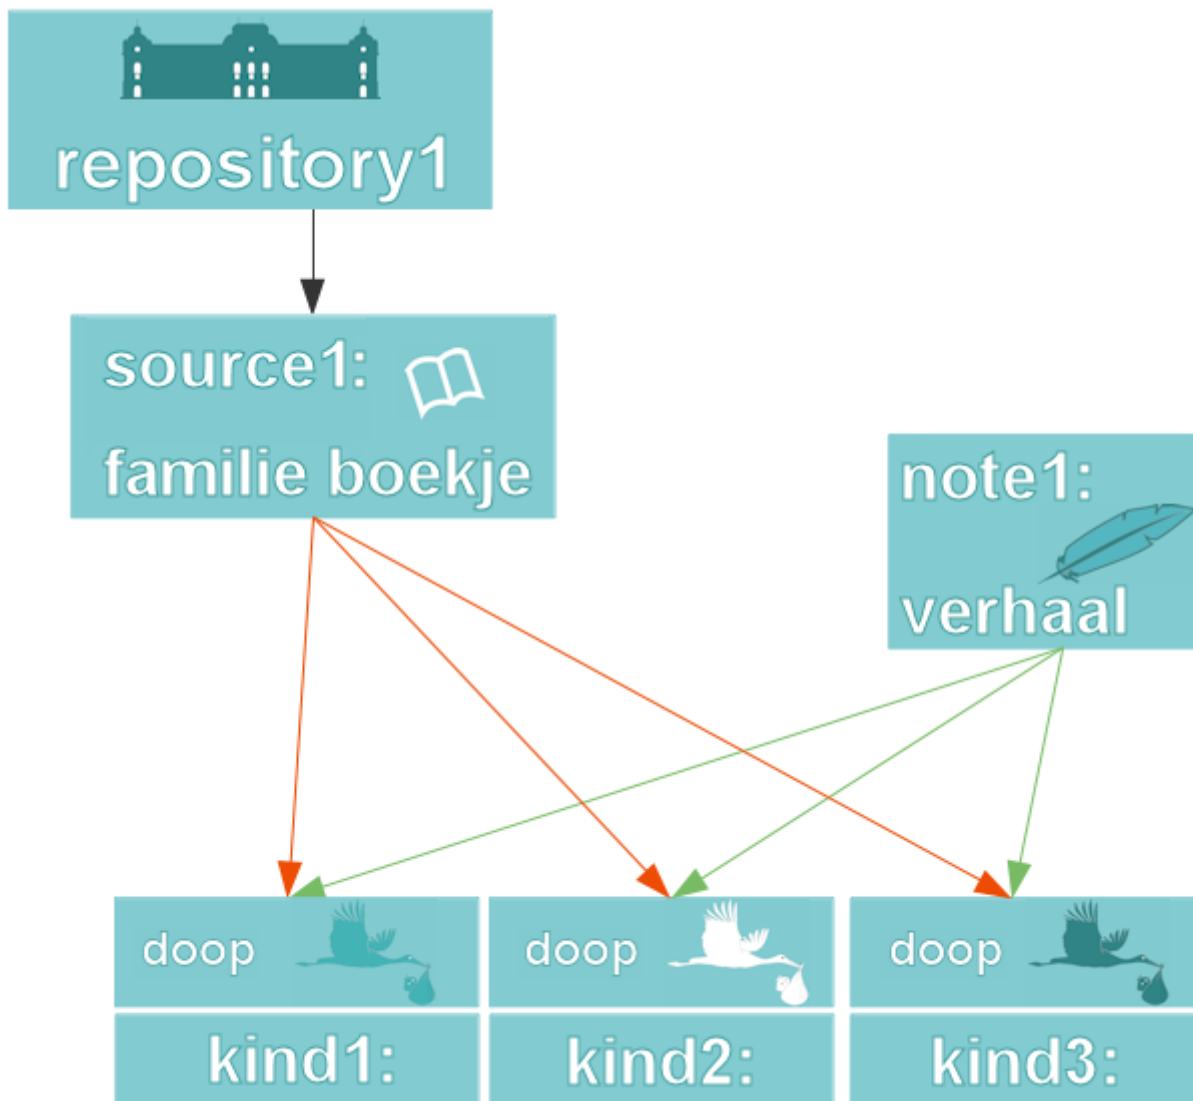 repository1
source1:
familie boekje
note1:
verhaal
doop
doop
doop
kind1:
kind2:
kind3: